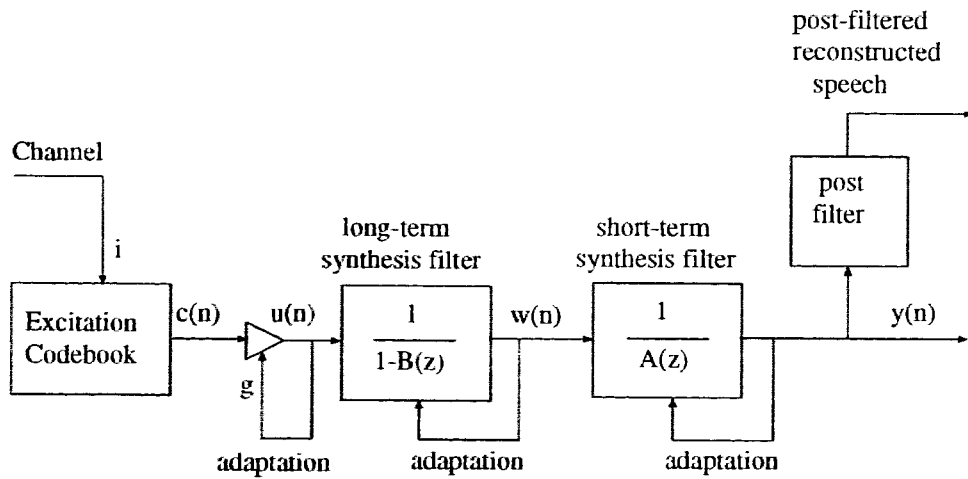 post-filtered
reconstructed
speech
Channel
post
filter
i
long-term
synthesis filter
short-term
synthesis filter
Excitation
Codebook
c(n)
u(n)
1
1-B(z)
w(n)
1
A(z)
y(n)
g
adaptation
adaptation
adaptation